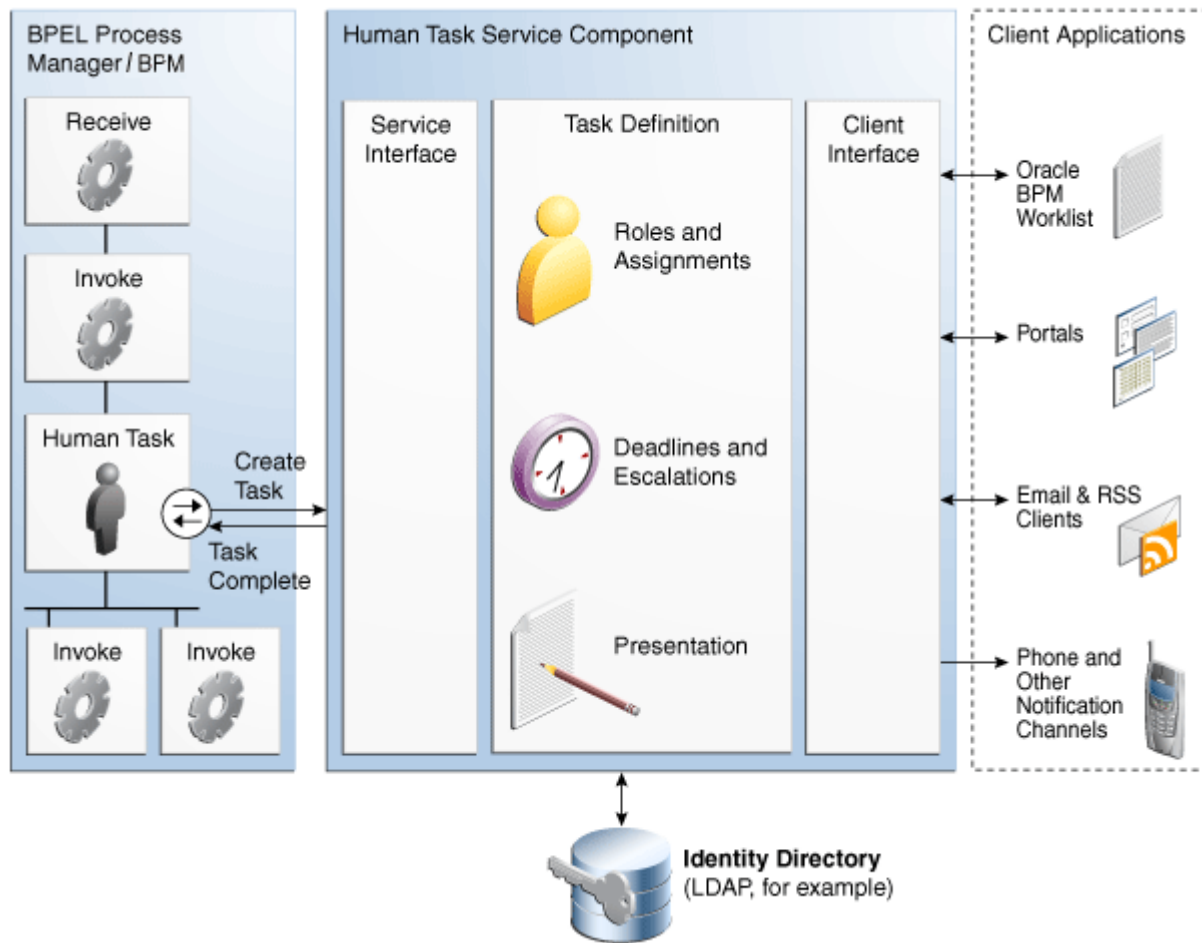 BPEL Process
Manager / BPM
Receive
Invoke
Human Task
Create
Task
Task
Complete
Invoke
Invoke
Human Task Service Component
Service
Interface
Task Definition
Roles and
Assignments
Deadlines and
Escalations
Presentation
Client
Interface
Client Applications
Oracle
BPM
Worklist
Portals
Email & RSS
Clients
Phone and
Other
Notification
Channels
Identity Directory
(LDAP, for example)